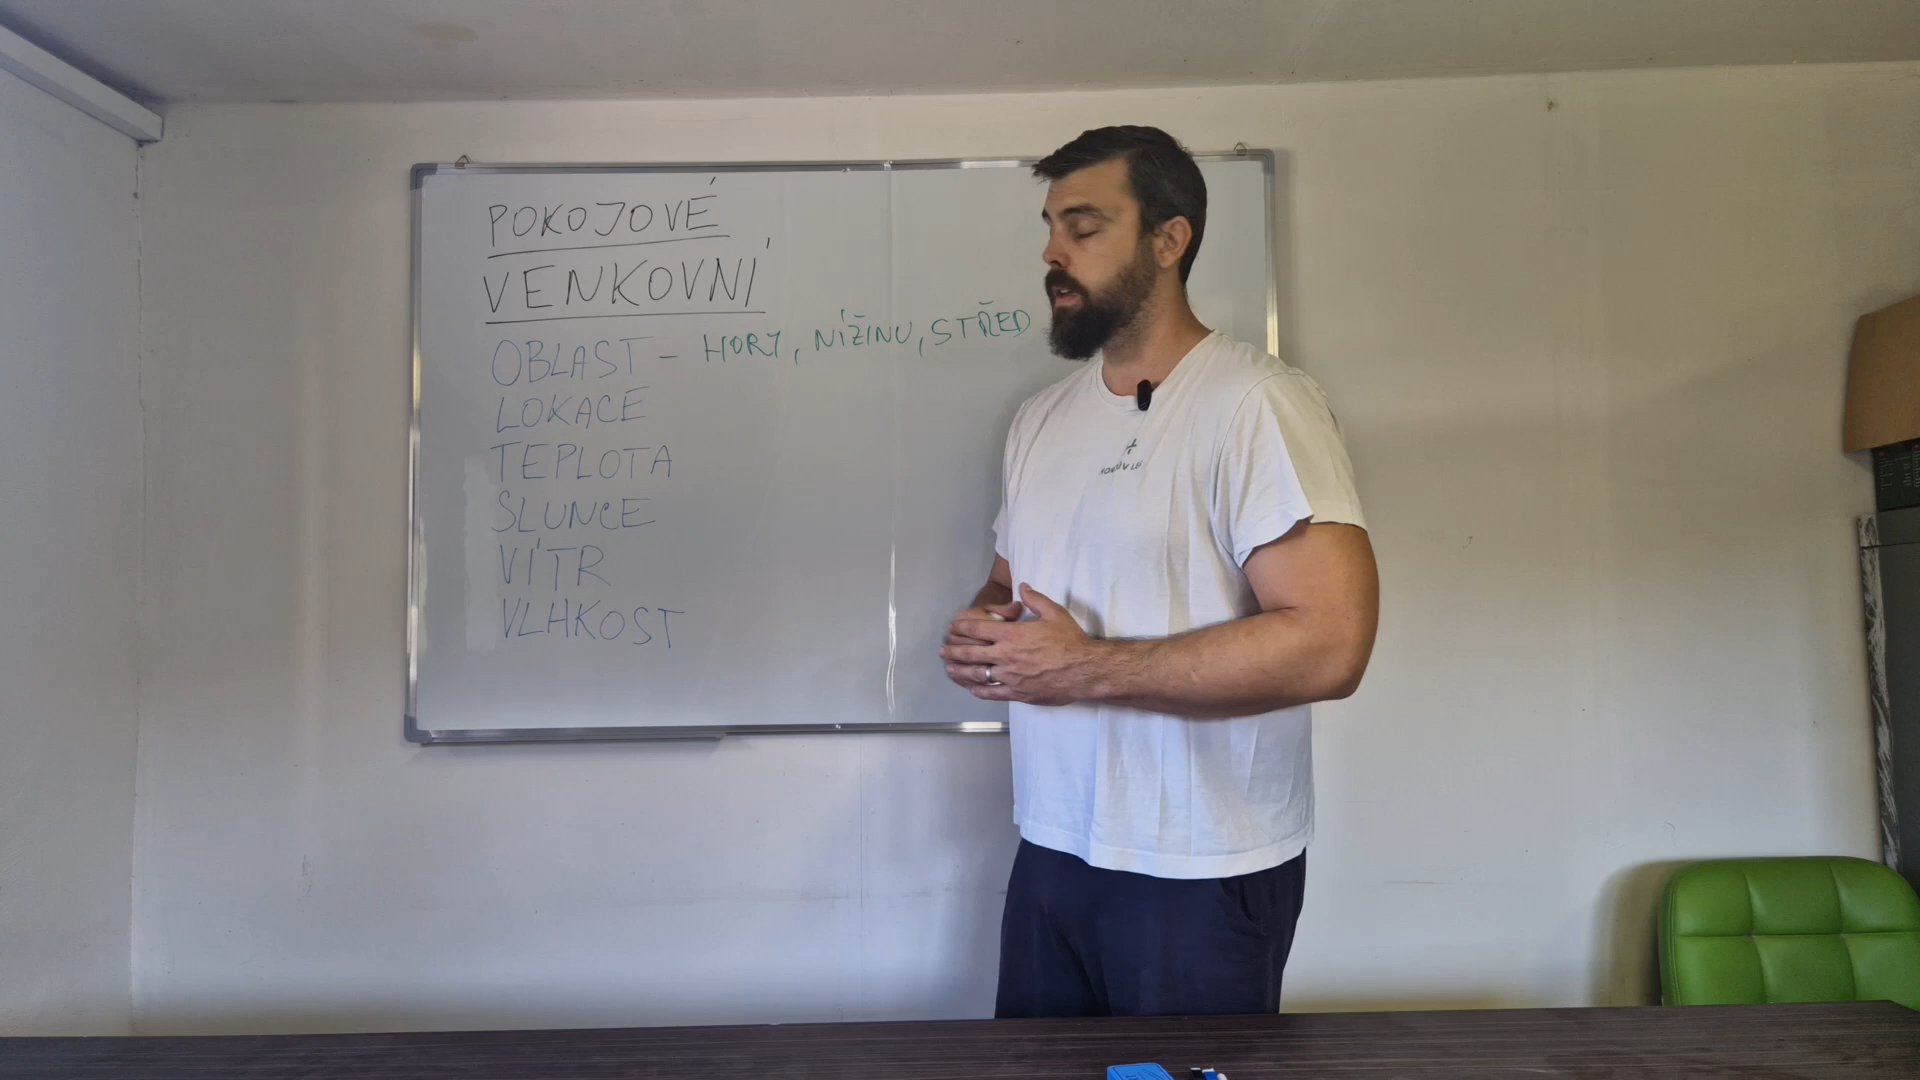 POKOJOVÉ
VENKOVNÍ
OBLAST - HORY, NÍŽINU, STŘED
LOKACE
TEPLOTA
SLUNCE
VÍTR
VLHKOST